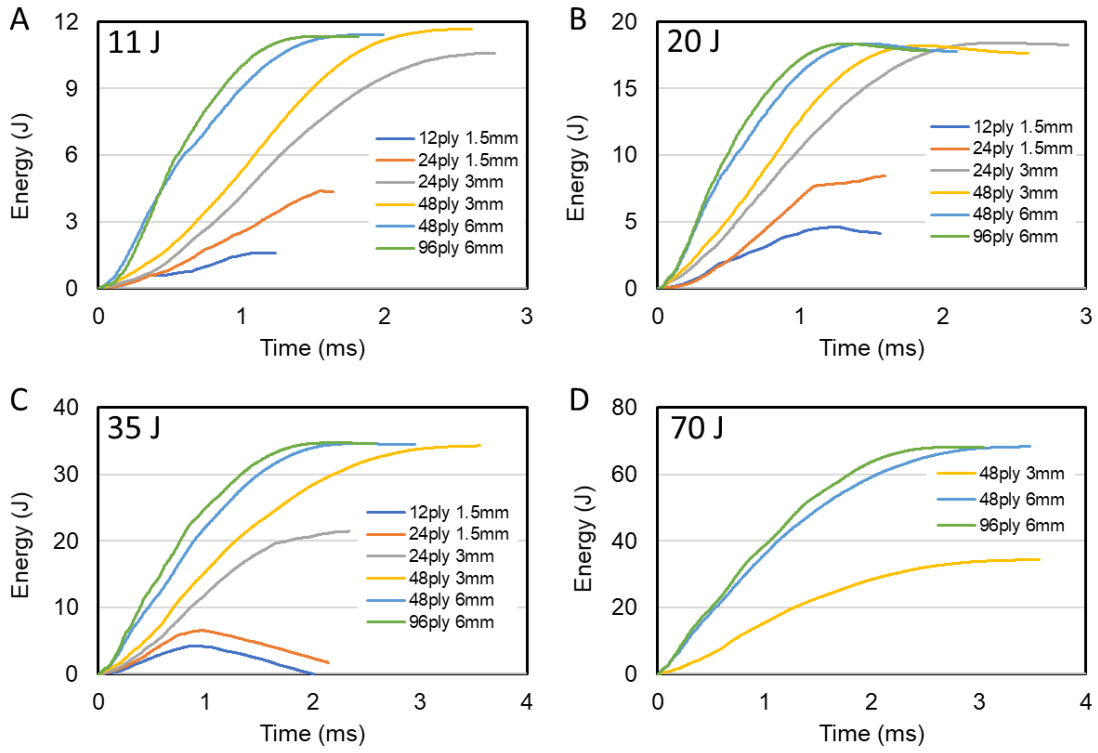 A
11 J
12
9
6
3
0
Energy (J)
12ply 1.5mm
24ply 1.5mm
24ply 3mm
48ply 3mm
48ply 6mm
96ply 6mm
0 1 2 3
Time (ms)
B
20 J
20
15
10
5
0
Energy (J)
12ply 1.5mm
24ply 1.5mm
24ply 3mm
48ply 3mm
48ply 6mm
96ply 6mm
0 1 2 3
Time (ms)
C
35 J
40
30
20
10
0
Energy (J)
12ply 1.5mm
24ply 1.5mm
24ply 3mm
48ply 3mm
48ply 6mm
96ply 6mm
0 1 2 3 4
Time (ms)
D
70 J
80
60
40
20
0
Energy (J)
48ply 3mm
48ply 6mm
96ply 6mm
0 1 2 3 4
Time (ms)